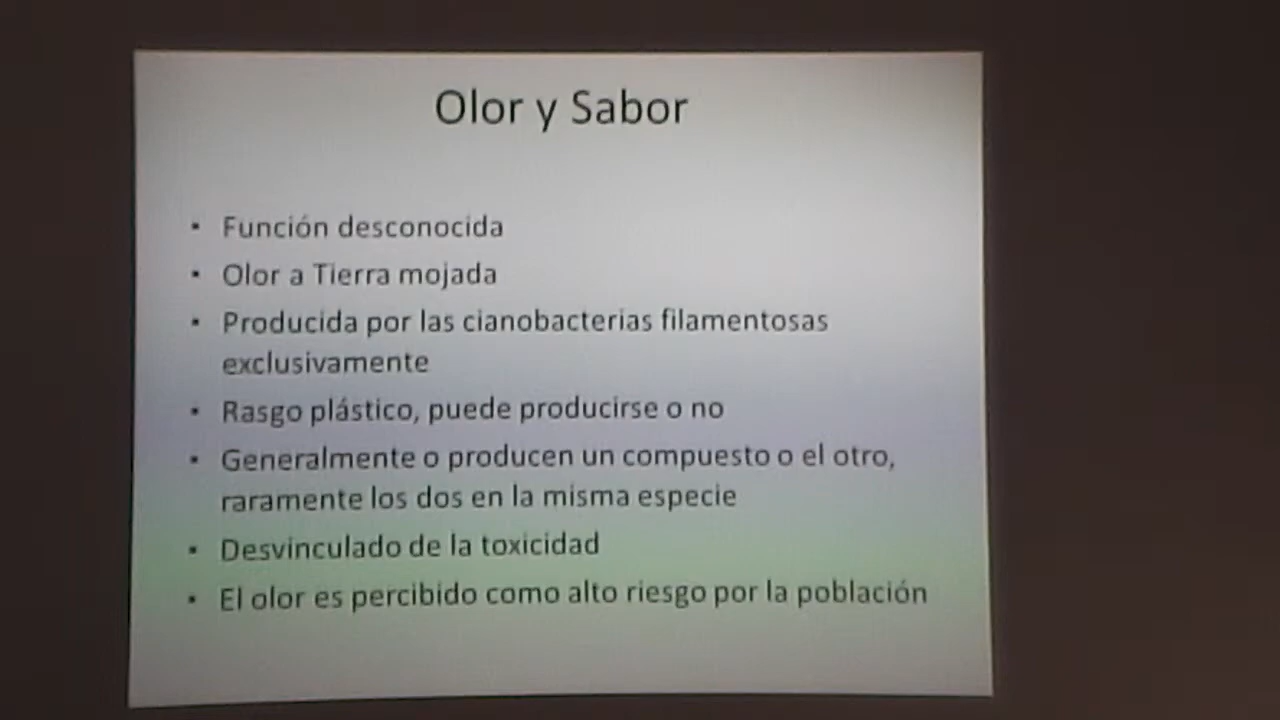 Olor y Sabor
• Función desconocida
• Olor a Tierra mojada
• Producida por las cianobacterias filamentosas
exclusivamente
• Rasgo plástico, puede producirse o no
• Generalmente o producen un compuesto o el otro,
raramente los dos en la misma especie
• Desvinculado de la toxicidad
• El olor es percibido como alto riesgo por la población